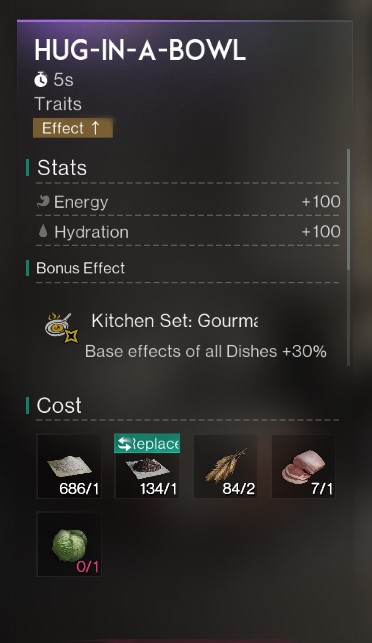 HUG-IN-A-BOWL
5s
Traits
Effect ↑
Stats
Energy +100
Hydration +100
Bonus Effect
Kitchen Set: Gourma
Base effects of all Dishes +30%
Cost
Replace
686/1 134/1 84/2 7/1
0/1